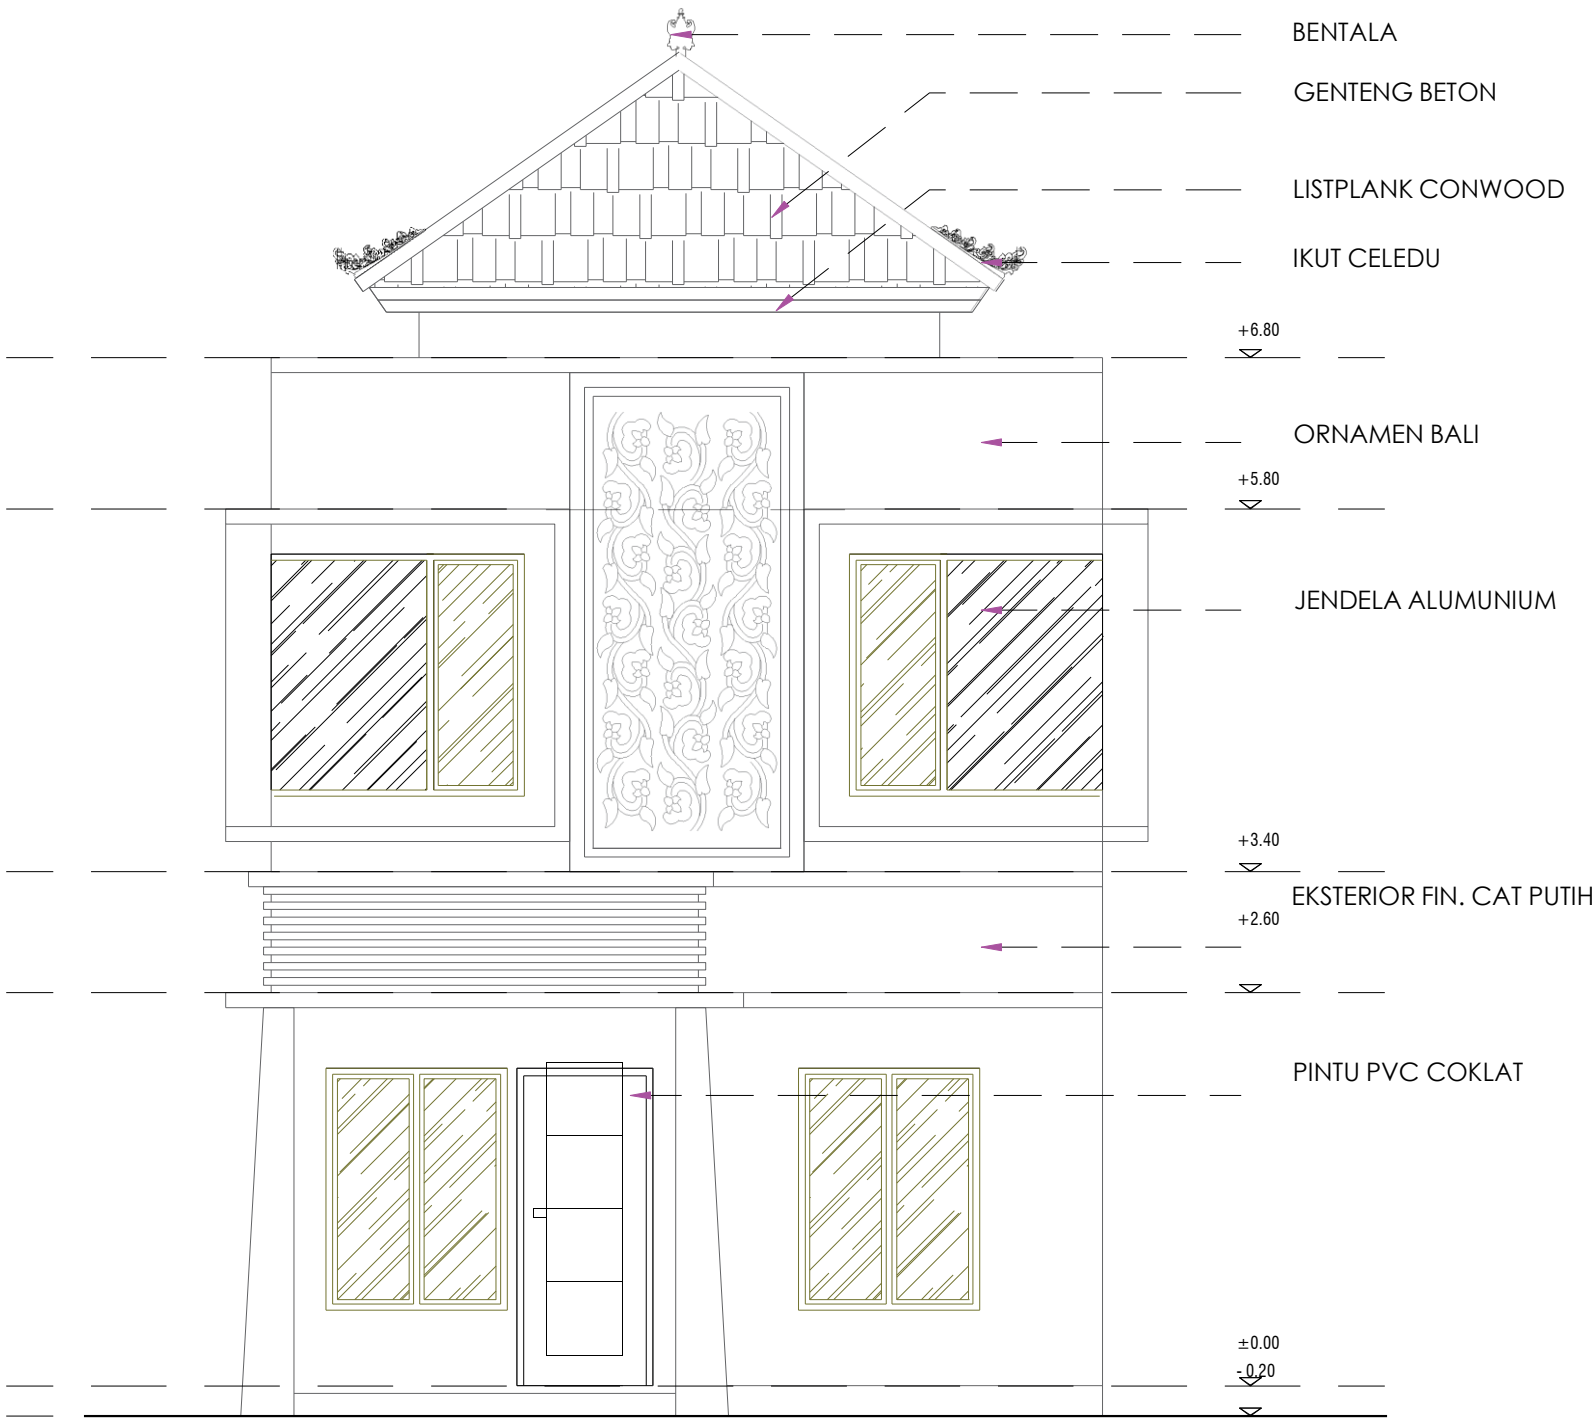 BENTALA
GENTENG BETON
LISTPLANK CONWOOD
IKUT CELEDU
+6.80
ORNAMEN BALI
+5.80
JENDELA ALUMUNIUM
+3.40
EKSTERIOR FIN. CAT PUTIH
+2.60
PINTU PVC COKLAT
±0.00
-0.20